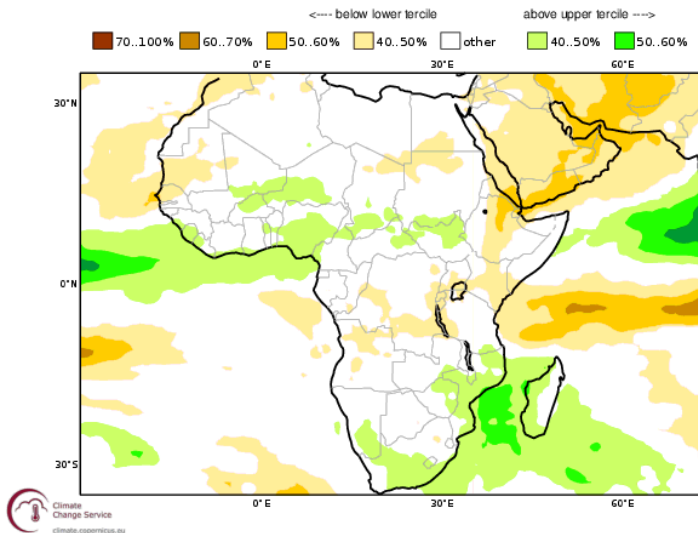 <---- below lower tercile
above upper tercile ---->
70..100%
60..70%
50..60%
40..50%
other
40..50%
50..60%
0°E
30°E
60°E
30°N
0°N
30°S
0°E
30°E
60°E
Climate
Change Service
climate.copernicus.eu